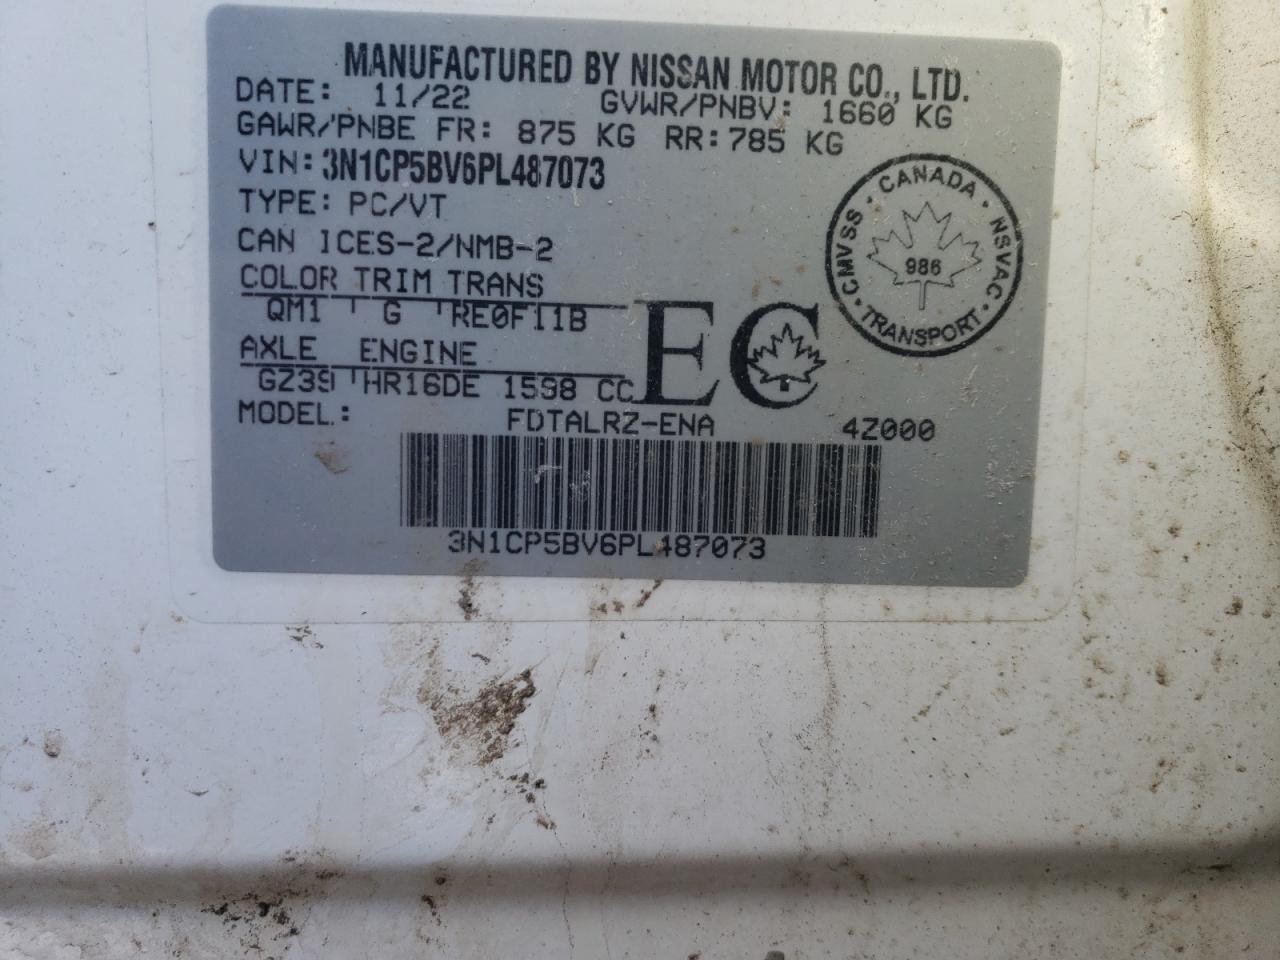 MANUFACTURED BY NISSAN MOTOR CO., LTD.
DATE: 11/22 GVWR/PNBV: 1660 KG
GAWR/PNBE FR: 875 KG RR: 785 KG
VIN: 3N1CP5BV6PL487073
TYPE: PC/VT
CAN ICES-2/NMB-2
COLOR TRIM TRANS
QM1 G RE0F11B
AXLE ENGINE
GZ39 HR16DE 1598 CC
EC
MODEL: FDTALRZ-ENA 4Z000
3N1CP5BV6PL487073
CANADA · NSVAC · TRANSPORT · CMVSS ·
986